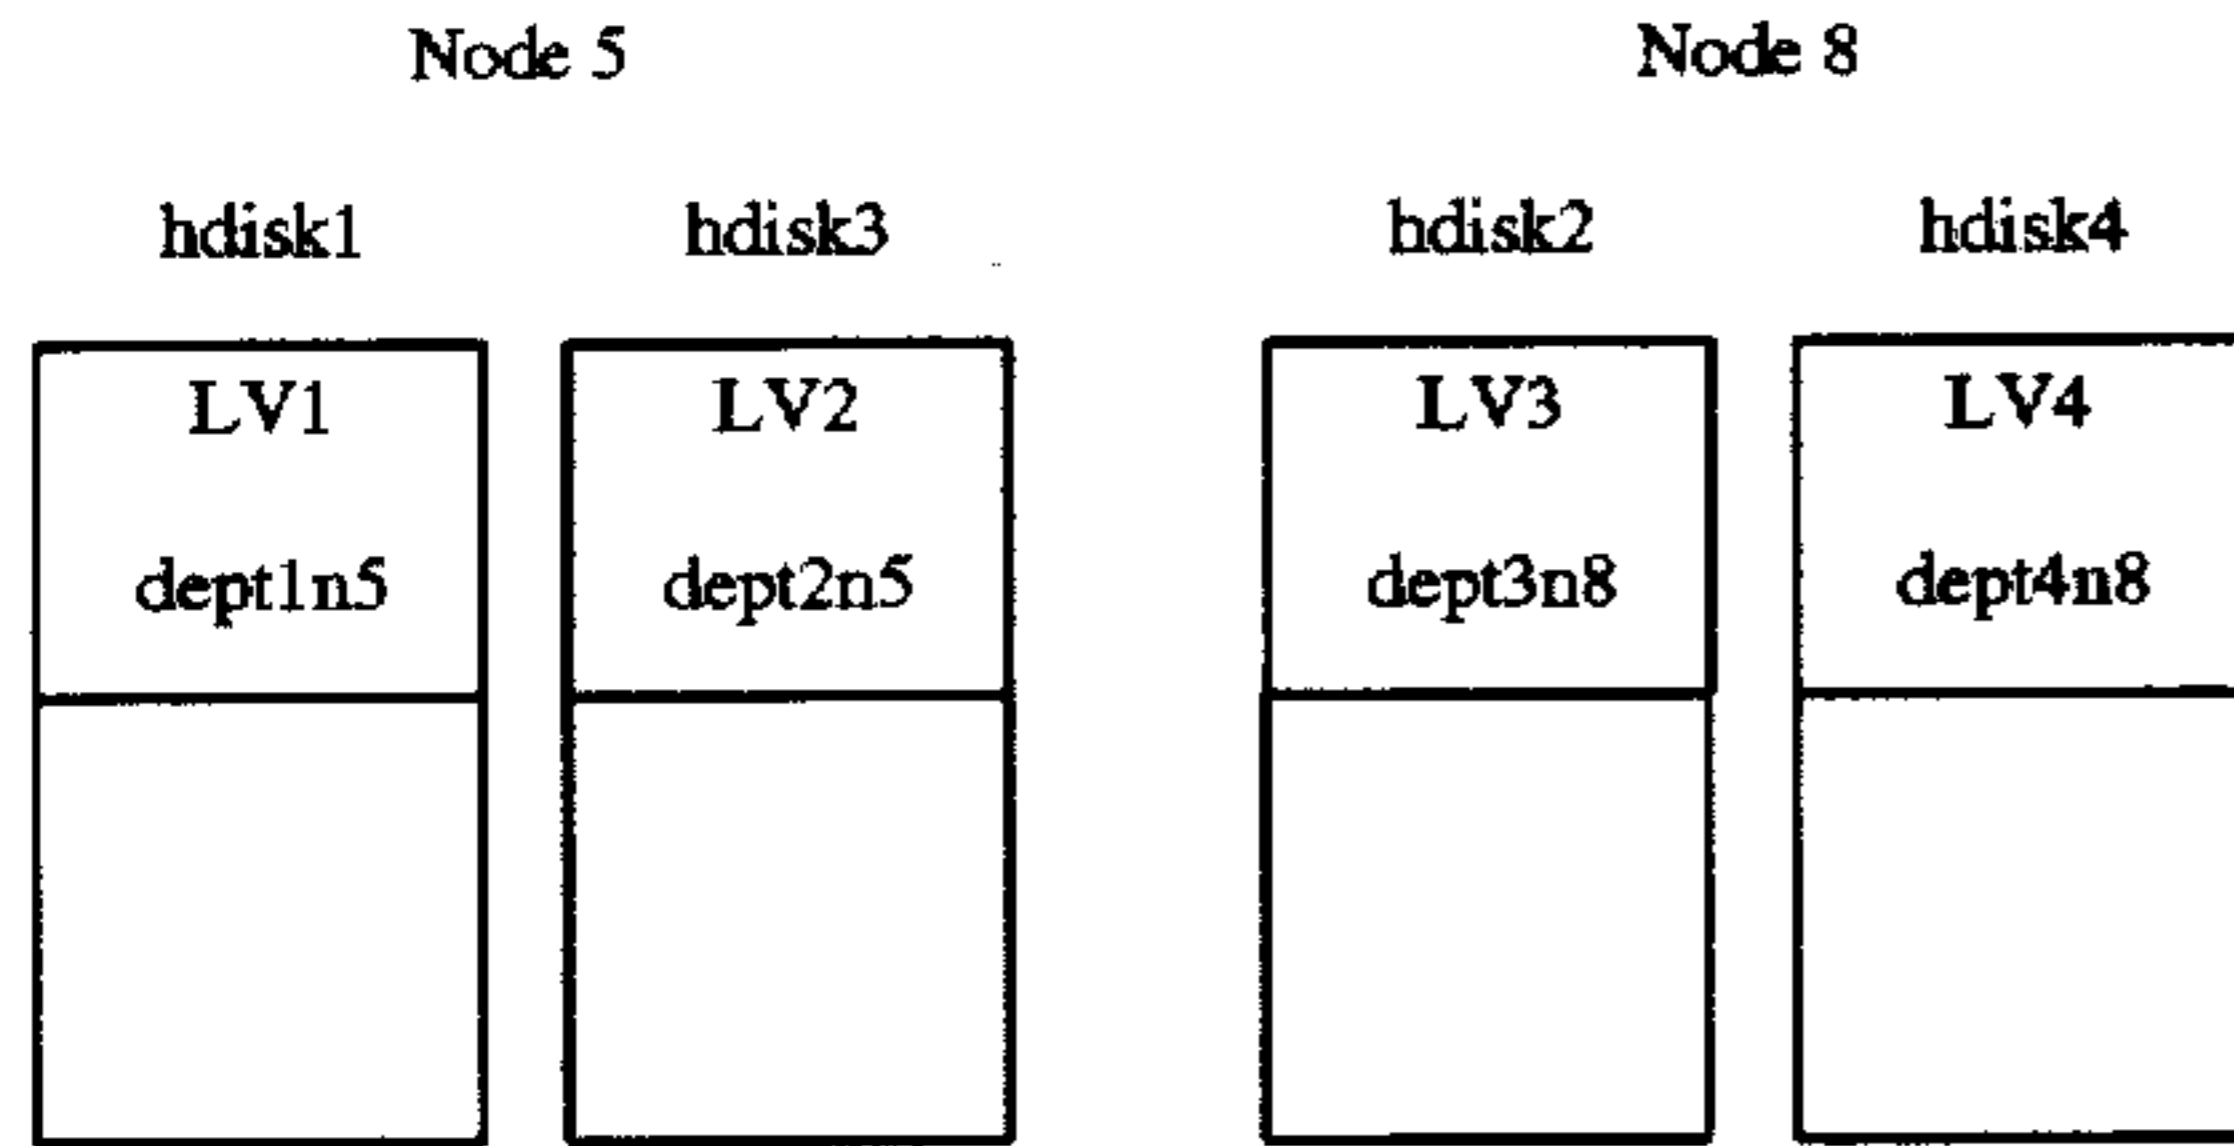 Node 5 Node 8
hdisk1 hdisk3 hdisk2 hdisk4
LV1 LV2 LV3 LV4
dept1n5 dept2n5 dept3n8 dept4n8